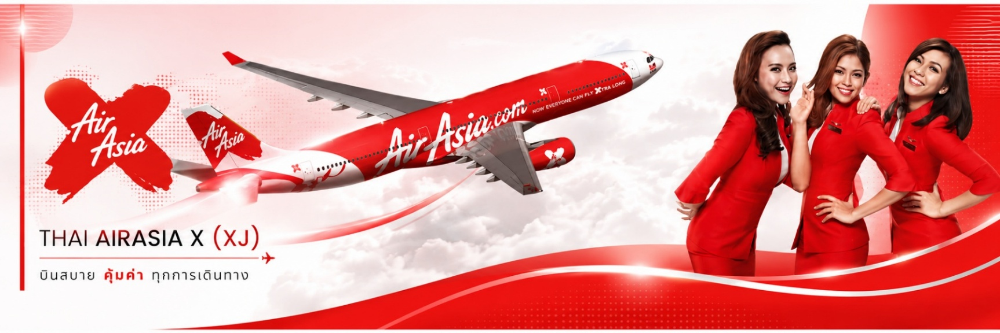 Air
Asia
Air
Asia
AirAsia.com
NOW EVERYONE CAN FLY XTRA LONG
THAI AIRASIA X (XJ)
บินสบาย คุ้มค่า ทุกการเดินทาง